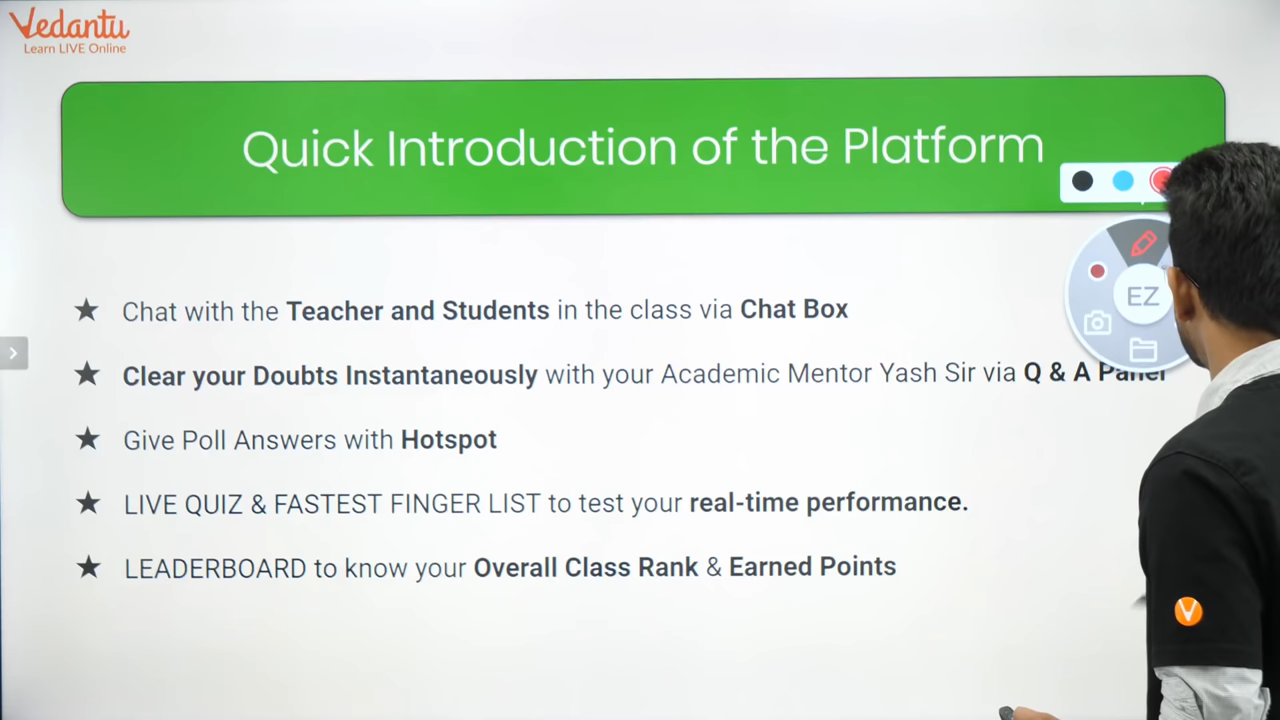 Vedantu
Learn LIVE Online
Quick Introduction of the Platform
EZ
★ Chat with the Teacher and Students in the class via Chat Box
★ Clear your Doubts Instantaneously with your Academic Mentor Yash Sir via Q & A Panel
★ Give Poll Answers with Hotspot
★ LIVE QUIZ & FASTEST FINGER LIST to test your real-time performance.
★ LEADERBOARD to know your Overall Class Rank & Earned Points